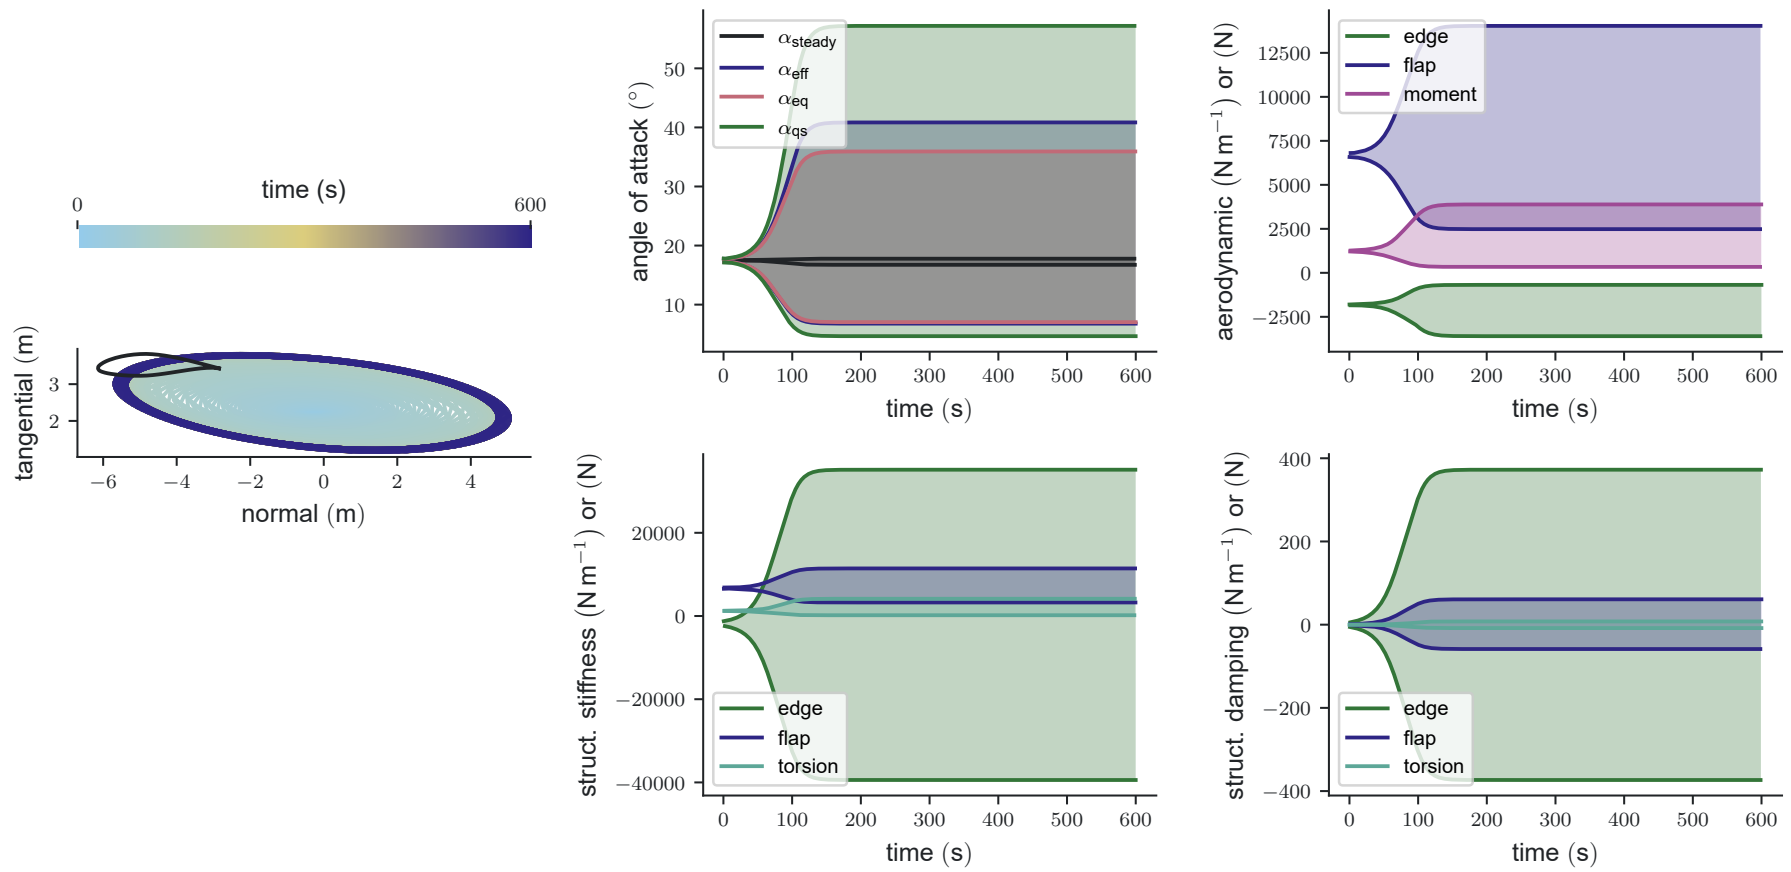 time (s)
0 600
tangential (m)
3
2
−6 −4 −2 0 2 4
normal (m)
angle of attack (°)
50
40
30
20
10
α_steady
α_eff
α_eq
α_qs
0 100 200 300 400 500 600
time (s)
aerodynamic (N m⁻¹) or (N)
12500
10000
7500
5000
2500
0
−2500
edge
flap
moment
0 100 200 300 400 500 600
time (s)
struct. stiffness (N m⁻¹) or (N)
20000
0
−20000
−40000
edge
flap
torsion
0 100 200 300 400 500 600
time (s)
struct. damping (N m⁻¹) or (N)
400
200
0
−200
−400
edge
flap
torsion
0 100 200 300 400 500 600
time (s)